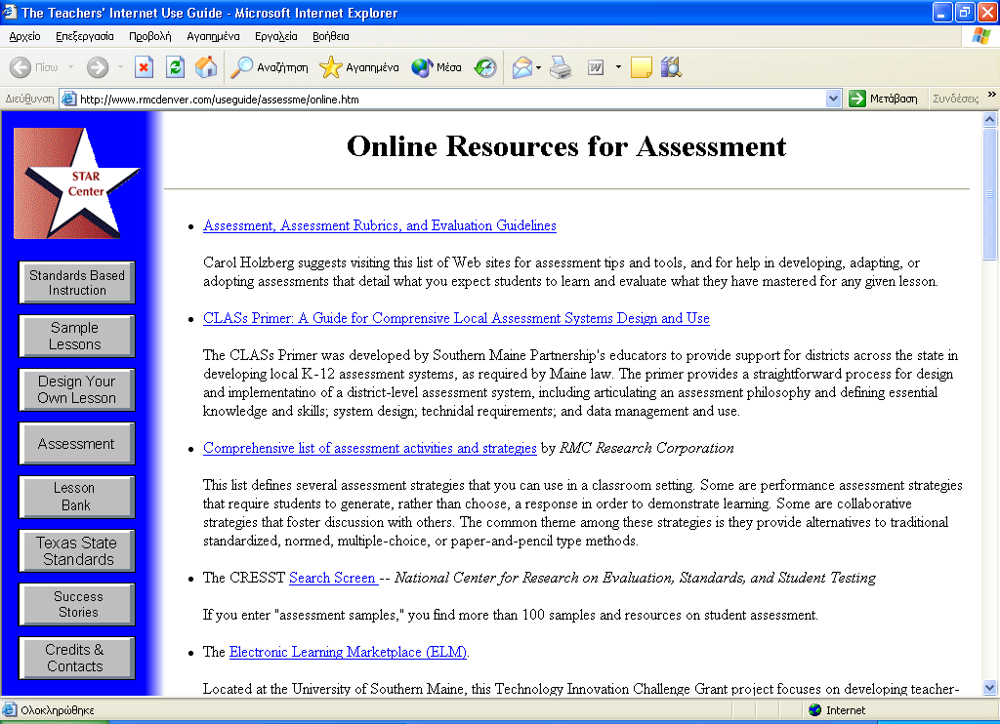 The Teachers' Internet Use Guide - Microsoft Internet Explorer
Αρχείο Επεξεργασία Προβολή Αγαπημένα Εργαλεία Βοήθεια
Πίσω Αναζήτηση Αγαπημένα Μέσα
Διεύθυνση http://www.rmcdenver.com/useguide/assessme/online.htm Μετάβαση Συνδέσεις »
STAR
Center
Standards Based
Instruction
Sample
Lessons
Design Your
Own Lesson
Assessment
Lesson
Bank
Texas State
Standards
Success
Stories
Credits &
Contacts
Online Resources for Assessment
• Assessment, Assessment Rubrics, and Evaluation Guidelines
Carol Holzberg suggests visiting this list of Web sites for assessment tips and tools, and for help in developing, adapting, or
adopting assessments that detail what you expect students to learn and evaluate what they have mastered for any given lesson.
• CLASs Primer: A Guide for Comprensive Local Assessment Systems Design and Use
The CLASs Primer was developed by Southern Maine Partnership's educators to provide support for districts across the state in
developing local K-12 assessment systems, as required by Maine law. The primer provides a straightforward process for design
and implementatino of a district-level assessment system, including articulating an assessment philosophy and defining essential
knowledge and skills; system design; technidal requirements; and data management and use.
• Comprehensive list of assessment activities and strategies by RMC Research Corporation
This list defines several assessment strategies that you can use in a classroom setting. Some are performance assessment strategies
that require students to generate, rather than choose, a response in order to demonstrate learning. Some are collaborative
strategies that foster discussion with others. The common theme among these strategies is they provide alternatives to traditional
standardized, normed, multiple-choice, or paper-and-pencil type methods.
• The CRESST Search Screen -- National Center for Research on Evaluation, Standards, and Student Testing
If you enter "assessment samples," you find more than 100 samples and resources on student assessment.
• The Electronic Learning Marketplace (ELM).
Located at the University of Southern Maine, this Technology Innovation Challenge Grant project focuses on developing teacher-
Ολοκληρώθηκε Internet